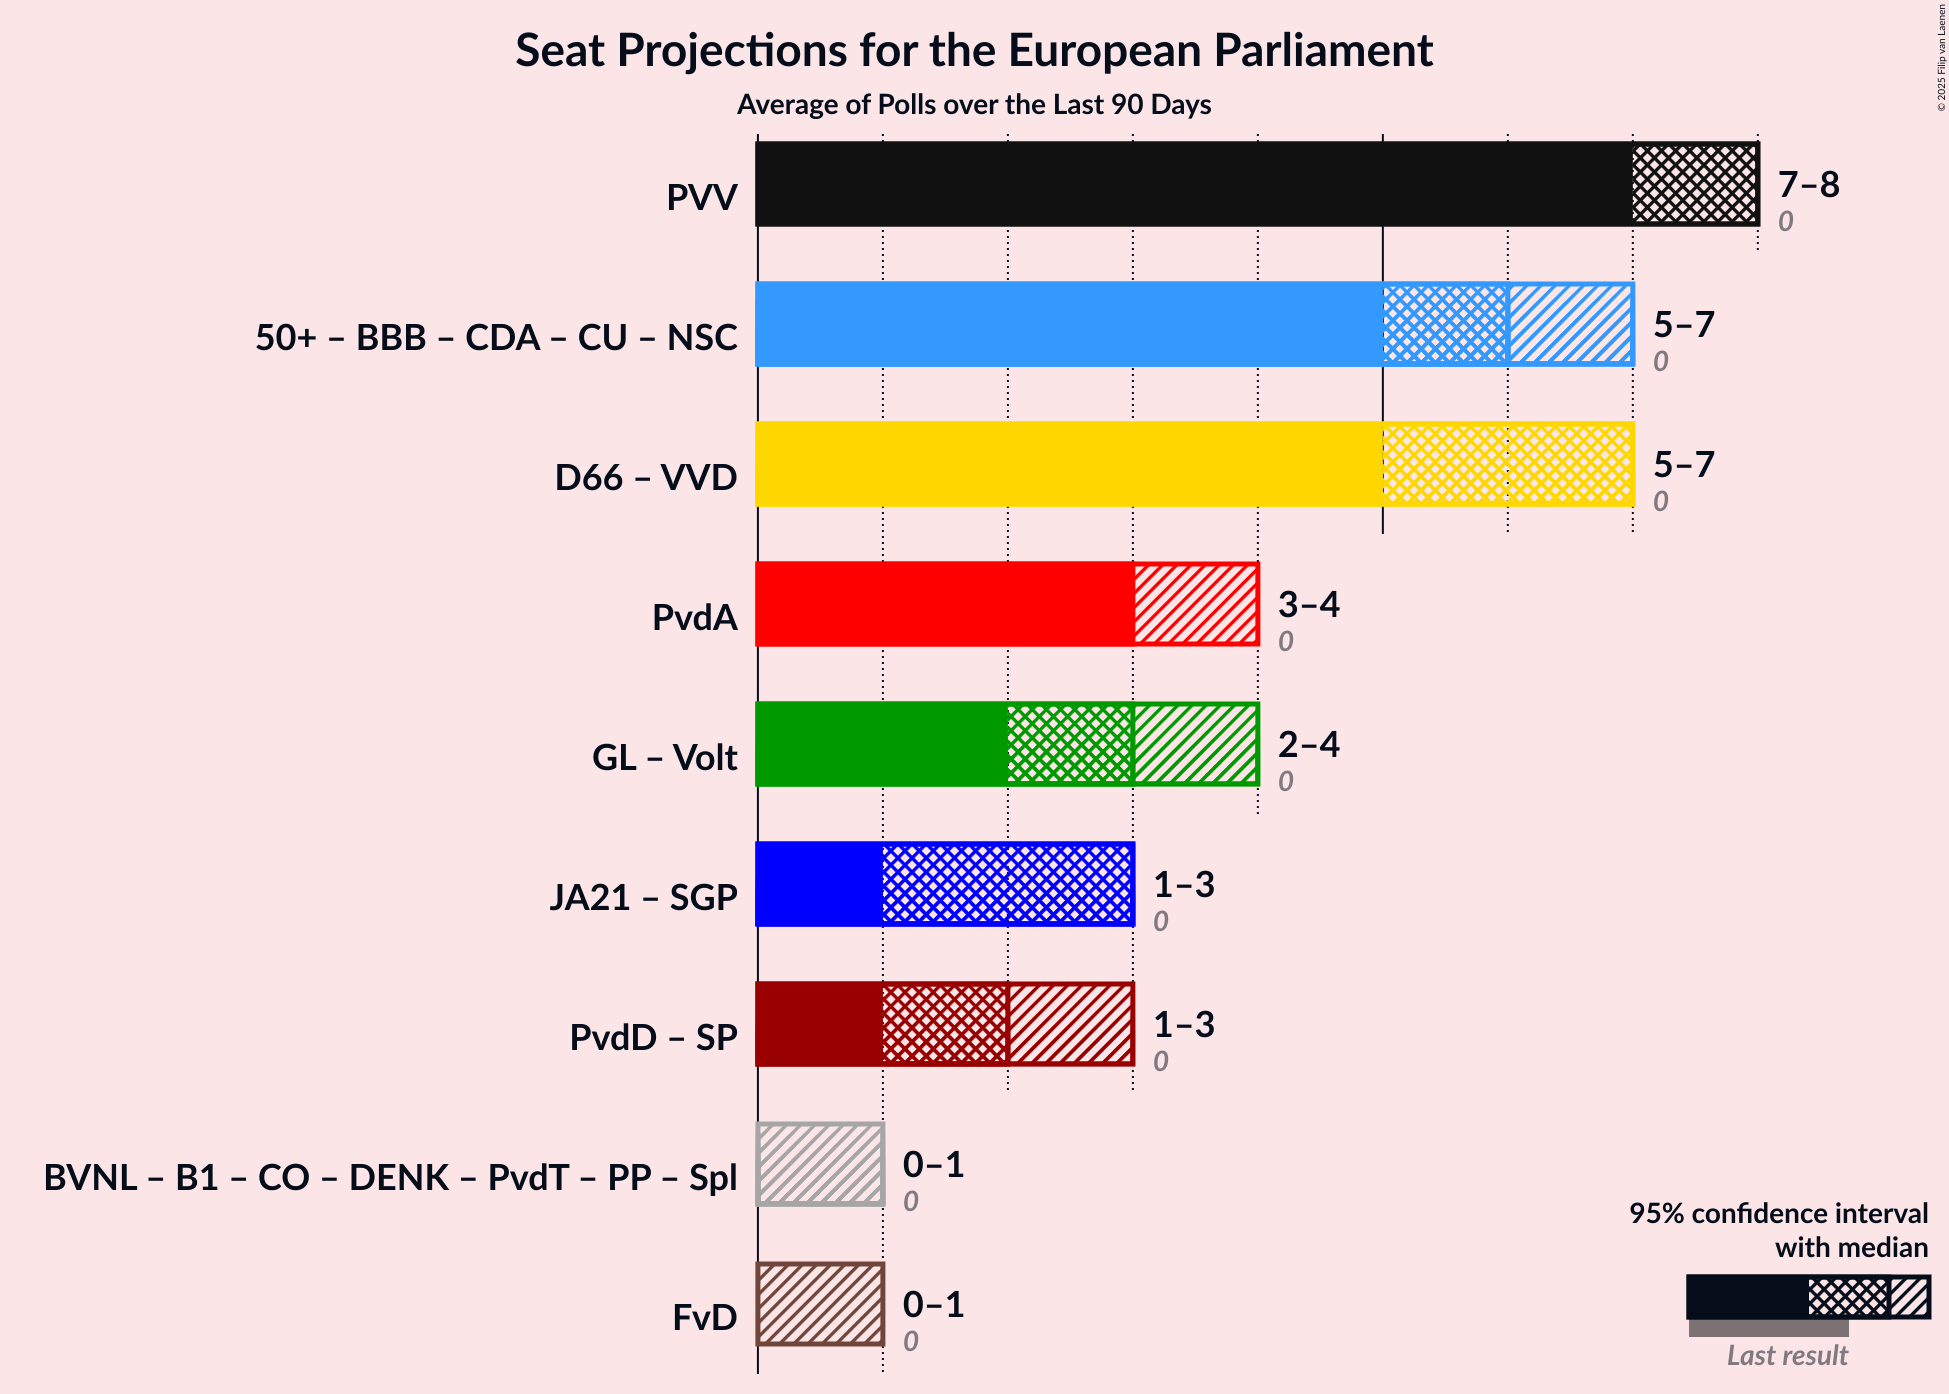 Seat Projections for the European Parliament
Average of Polls over the Last 90 Days
© 2025 Filip van Laenen
PVV
7–8
0
50+ – BBB – CDA – CU – NSC
5–7
0
D66 – VVD
5–7
0
PvdA
3–4
0
GL – Volt
2–4
0
JA21 – SGP
1–3
0
PvdD – SP
1–3
0
BVNL – B1 – CO – DENK – PvdT – PP – Spl
0–1
0
FvD
0–1
0
95% confidence interval
with median
Last result